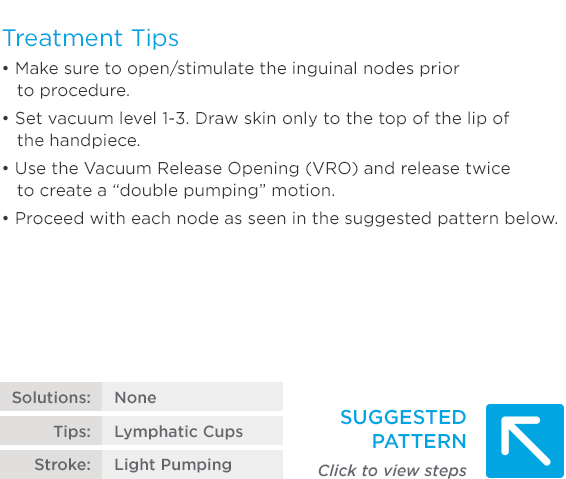 Treatment Tips
• Make sure to open/stimulate the inguinal nodes prior
to procedure.
• Set vacuum level 1-3. Draw skin only to the top of the lip of
the handpiece.
• Use the Vacuum Release Opening (VRO) and release twice
to create a “double pumping” motion.
• Proceed with each node as seen in the suggested pattern below.
Solutions: None
Tips: Lymphatic Cups
Stroke: Light Pumping
SUGGESTED
PATTERN
Click to view steps